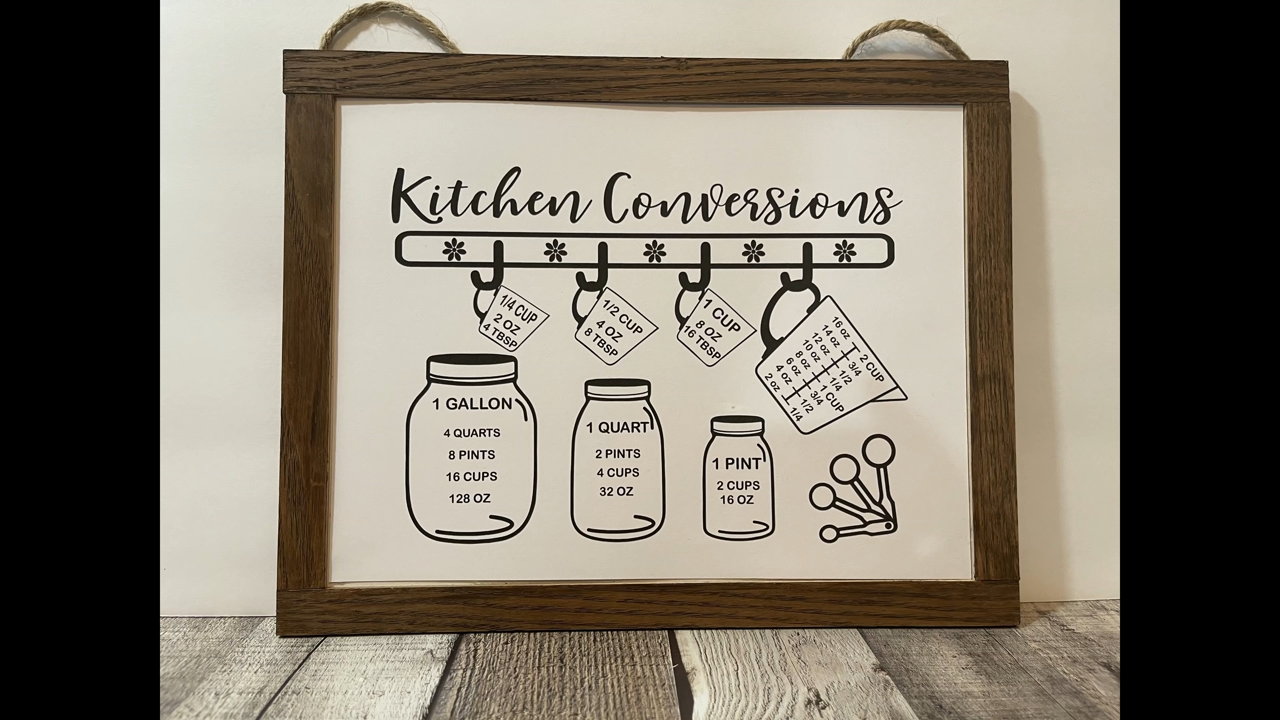 Kitchen Conversions
1/4 CUP
2 OZ
4 TBSP
1/2 CUP
4 OZ
8 TBSP
1 CUP
8 OZ
16 TBSP
16 OZ 2 CUP
14 OZ 3/4
12 OZ 1/2
10 OZ 1/4
8 OZ 1 CUP
6 OZ 3/4
4 OZ 1/2
2 OZ 1/4
1 GALLON
4 QUARTS
8 PINTS
16 CUPS
128 OZ
1 QUART
2 PINTS
4 CUPS
32 OZ
1 PINT
2 CUPS
16 OZ